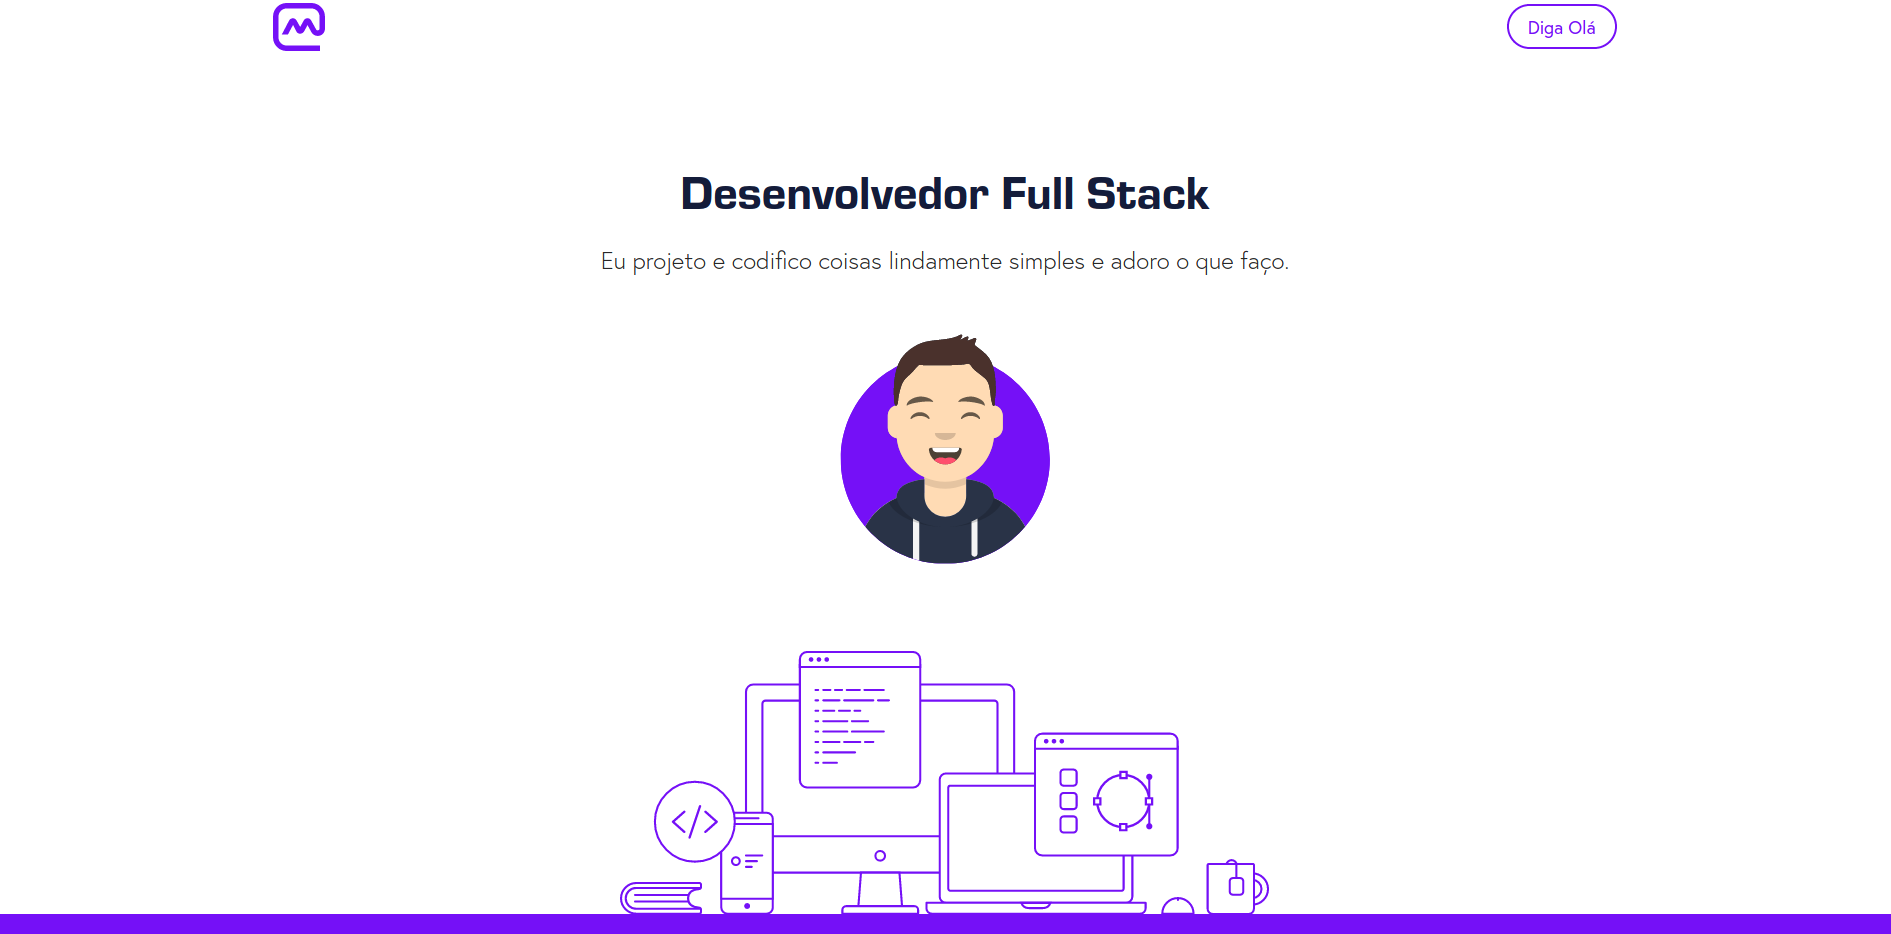 Diga Olá
Desenvolvedor Full Stack
Eu projeto e codifico coisas lindamente simples e adoro o que faço.